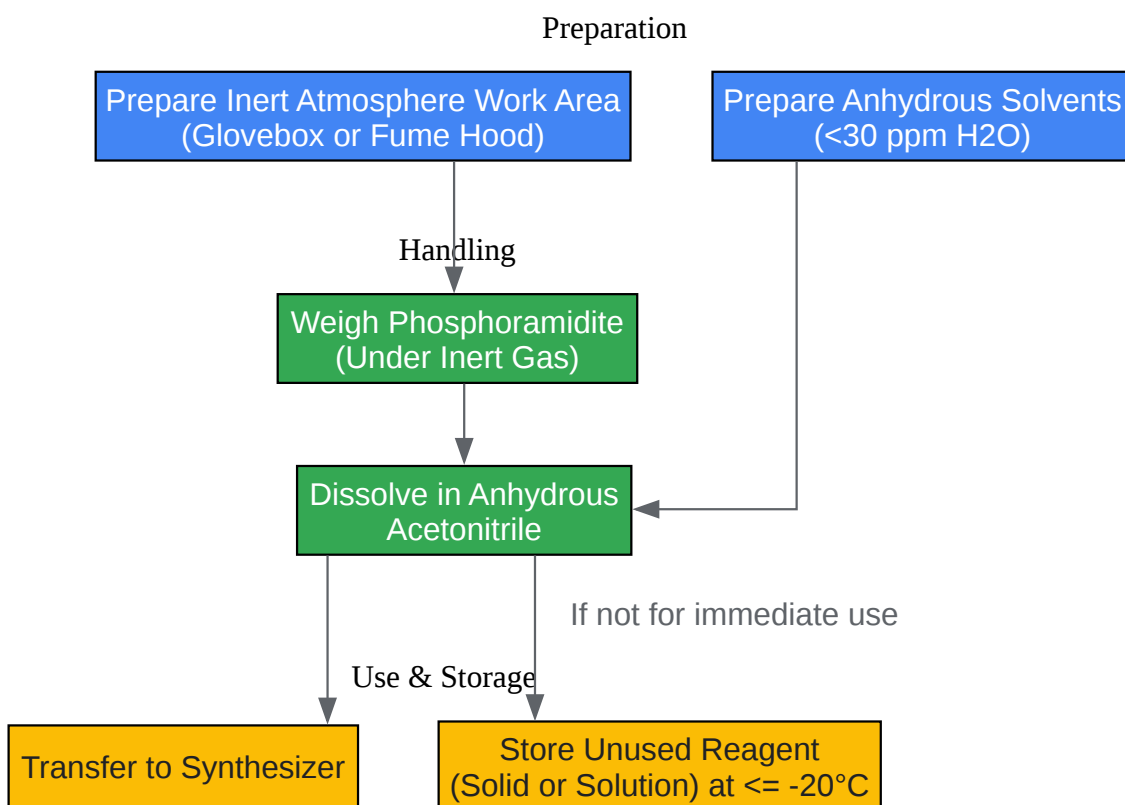 Preparation
Prepare Inert Atmosphere Work Area
(Glovebox or Fume Hood)
Prepare Anhydrous Solvents
(<30 ppm H2O)
Handling
Weigh Phosphoramidite
(Under Inert Gas)
Dissolve in Anhydrous
Acetonitrile
If not for immediate use
Use & Storage
Transfer to Synthesizer
Store Unused Reagent
(Solid or Solution) at <= -20°C